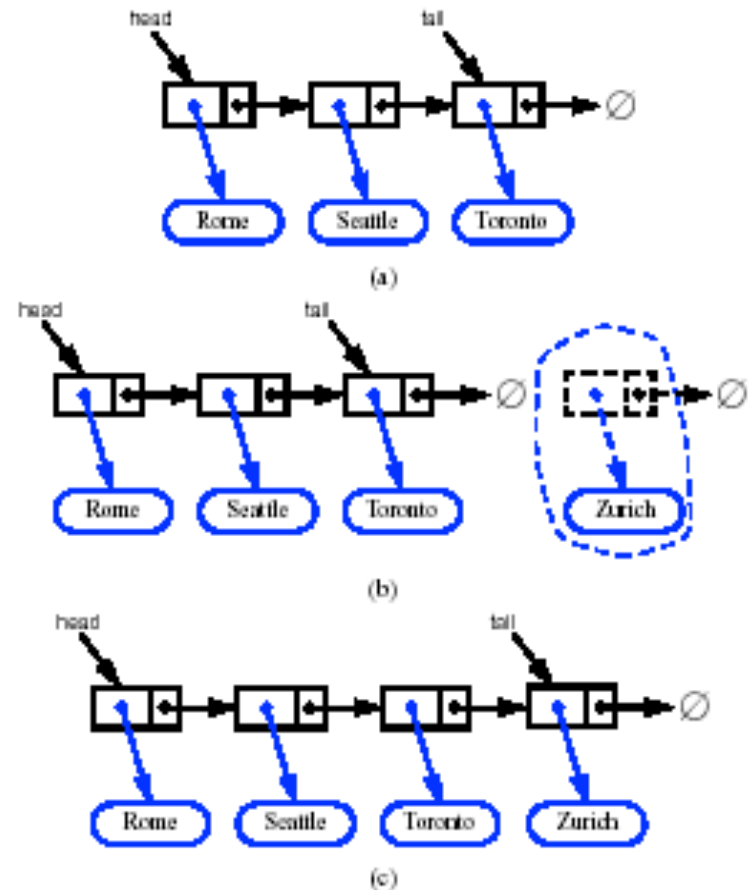 head tail
∅
Rome Seattle Toronto
(a)
head tail
∅ ∅
Rome Seattle Toronto Zurich
(b)
head tail
∅
Rome Seattle Toronto Zurich
(c)